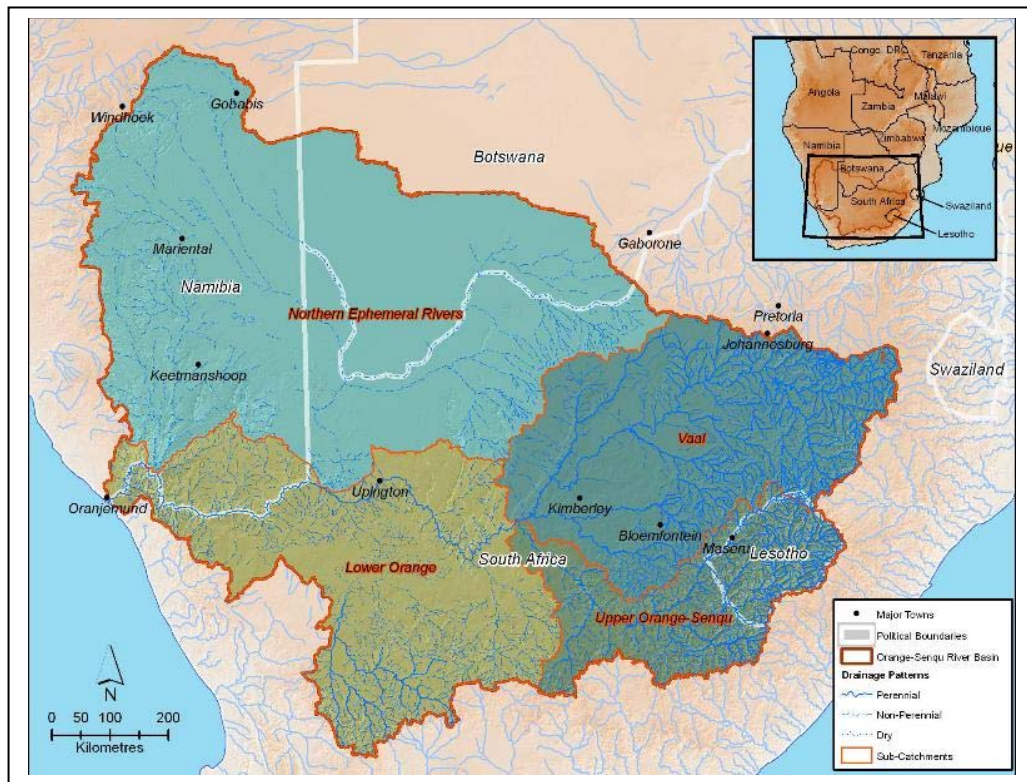 Windhoek
Gobabis
Botswana
Mariental
Namibia
Gaborone
Northern Ephemeral Rivers
Pretoria
Johannesburg
Keetmanshoop
Swaziland
Vaal
Oranjemund
Upington
Kimberley
Bloemfontein
Maseru
Lesotho
South Africa
Lower Orange
Upper Orange-Senqu
Congo, DRC
Tanzania
Angola
Malawi
Zambia
Mozambique
Zimbabwe
Namibia
Botswana
South Africa
Swaziland
Lesotho
ue
N
0 50 100 200
Kilometres
Major Towns
Political Boundaries
Orange-Senqu River Basin
Drainage Patterns
Perennial
Non-Perennial
Dry
Sub-Catchments